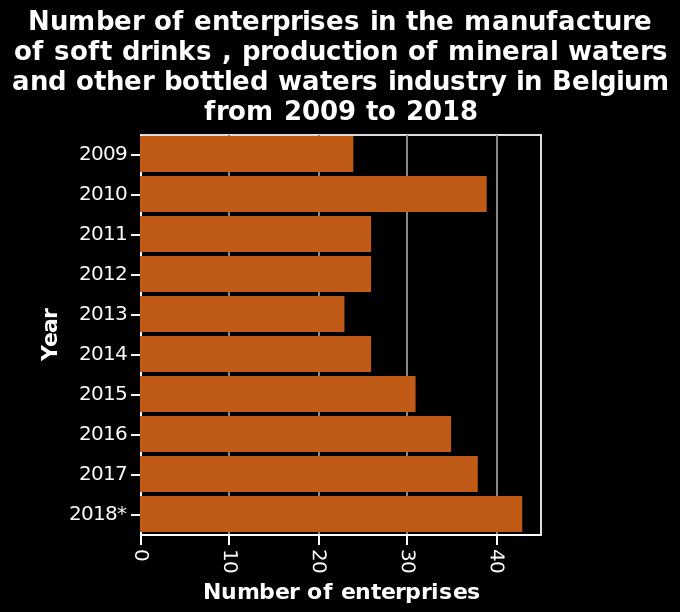 Number of enterprises in the manufacture
of soft drinks , production of mineral waters
and other bottled waters industry in Belgium
from 2009 to 2018
2009
2010
2011
2012
2013
2014
2015
2016
2017
2018*
Year
0
10
20
30
40
Number of enterprises